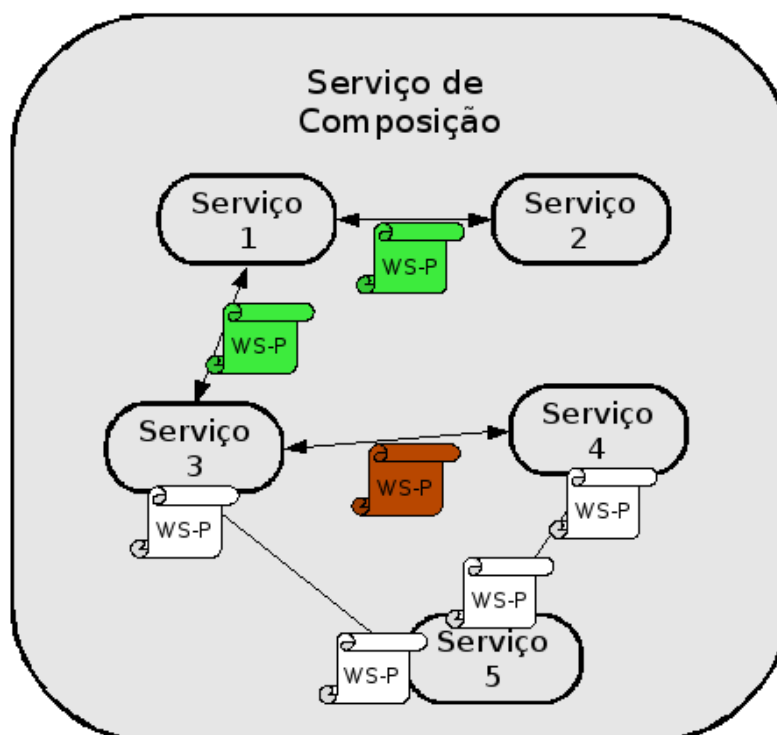 Serviço de
Composição
Serviço
1
Serviço
2
WS-P
WS-P
Serviço
3
Serviço
4
WS-P
WS-P
WS-P
WS-P
Serviço
5
WS-P